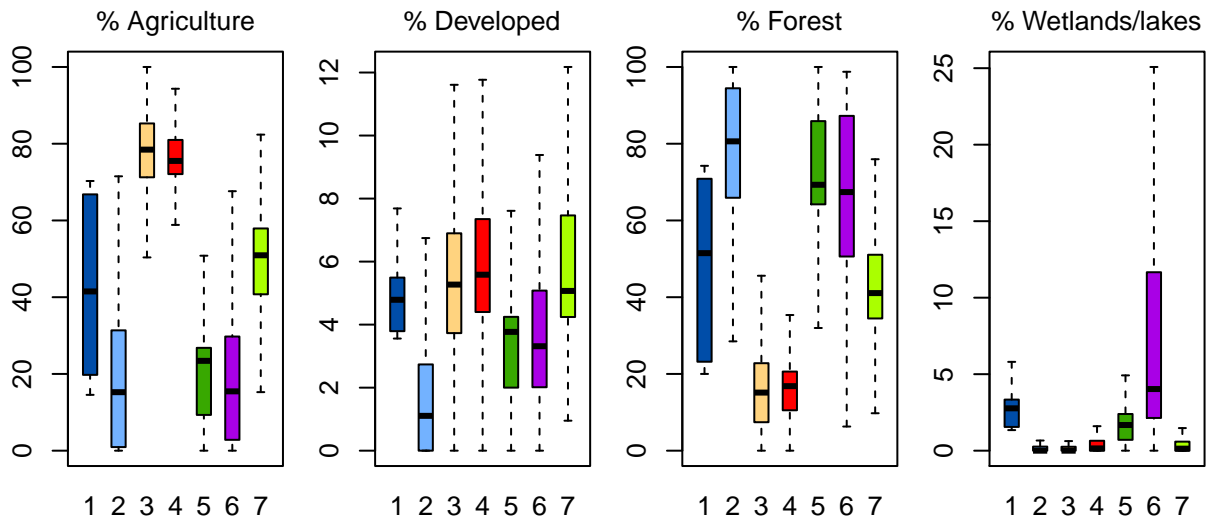 % Agriculture
0 20 40 60 80 100
1 2 3 4 5 6 7
% Developed
0 2 4 6 8 10 12
1 2 3 4 5 6 7
% Forest
0 20 40 60 80 100
1 2 3 4 5 6 7
% Wetlands/lakes
0 5 10 15 20 25
1 2 3 4 5 6 7